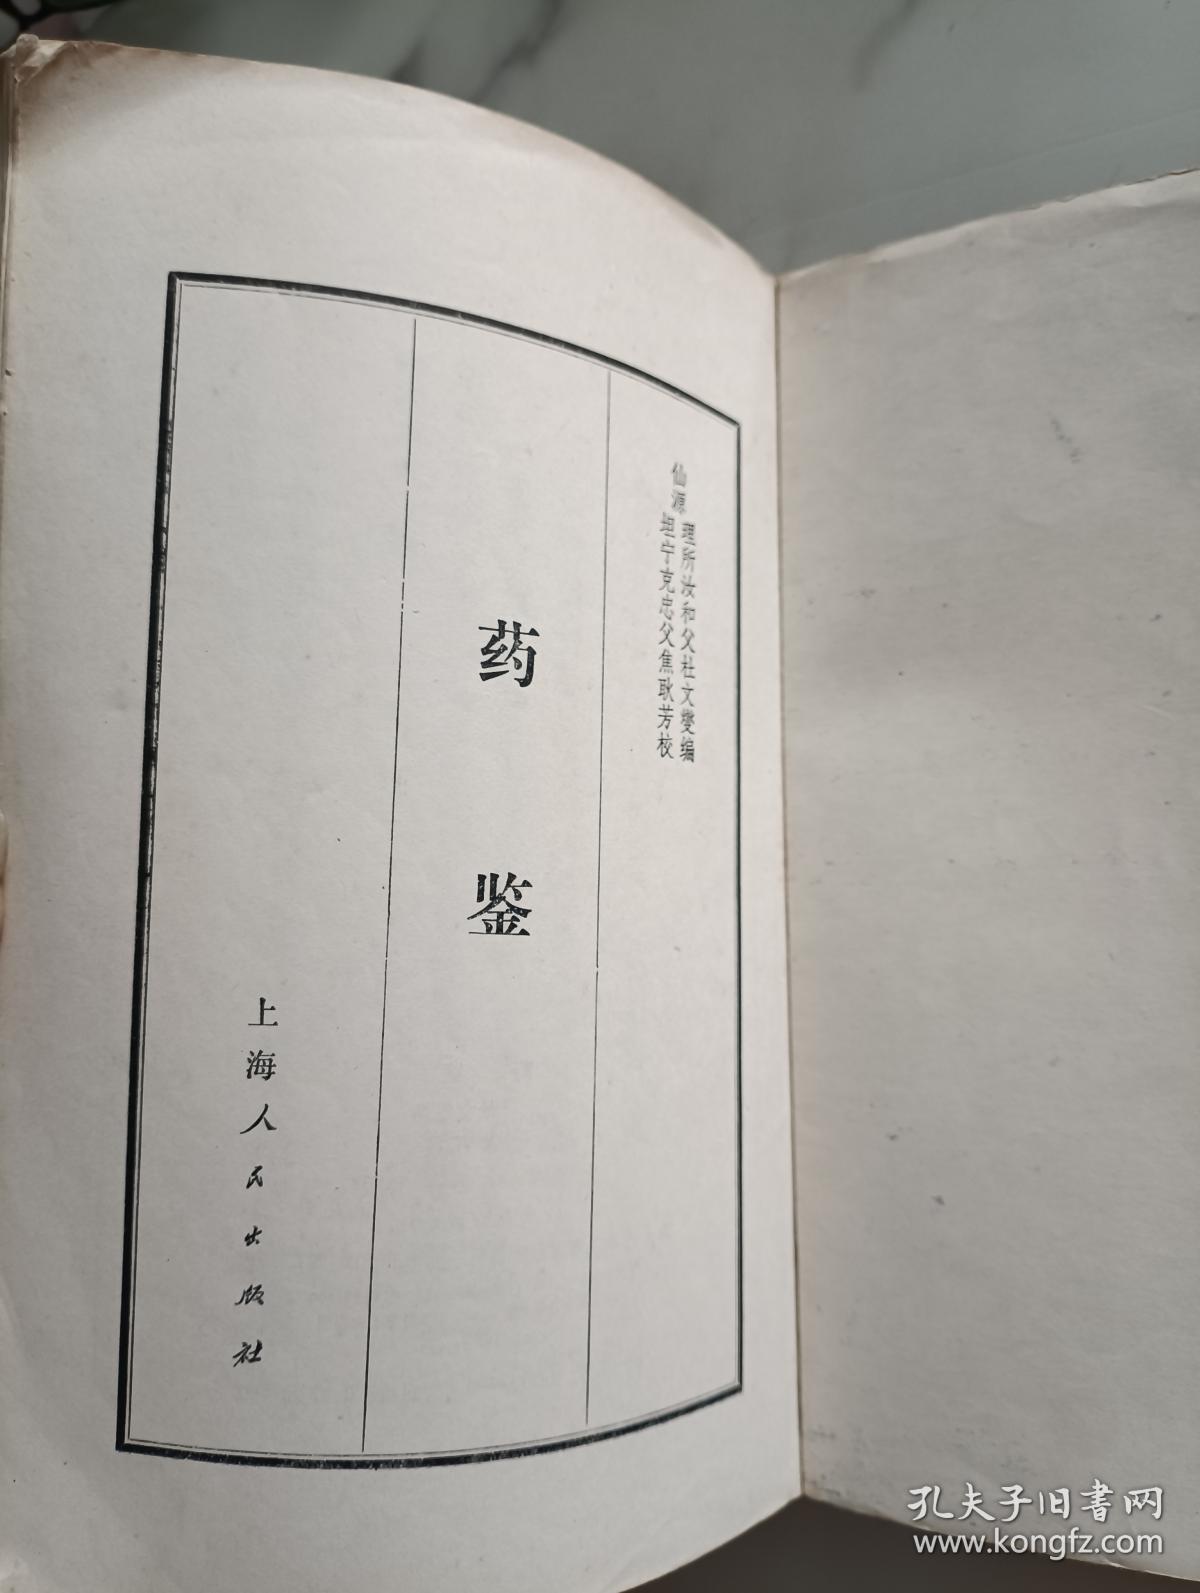 仙源
理所汝和父杜文燮编
坦宁克忠父焦耿芳校
药鉴
上海人民出版社
孔夫子旧書网
www.kongfz.com